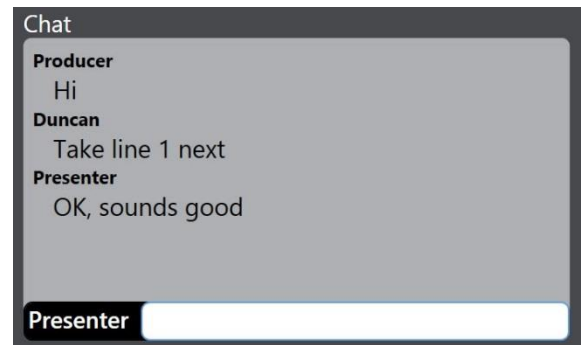 Chat
Producer
Hi
Duncan
Take line 1 next
Presenter
OK, sounds good
Presenter